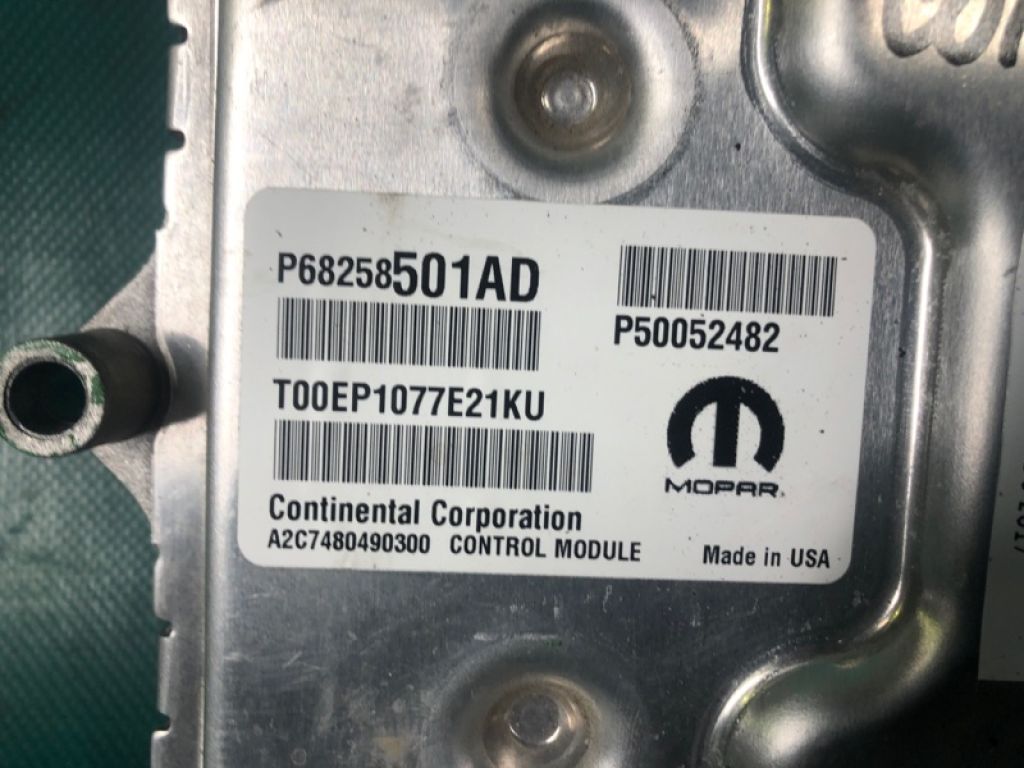 P68258501AD
P50052482
T00EP1077E21KU
MOPAR
Continental Corporation
A2C7480490300 CONTROL MODULE
Made in USA